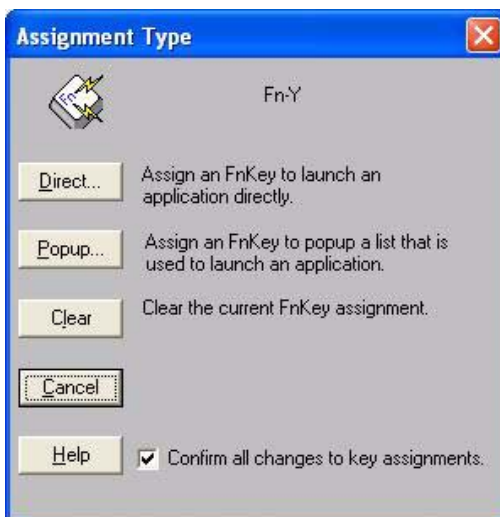 Assignment Type
Fn
Fn-Y
Direct...
Assign an FnKey to launch an
application directly.
Popup...
Assign an FnKey to popup a list that is
used to launch an application.
Clear
Clear the current FnKey assignment.
Cancel
Help
Confirm all changes to key assignments.